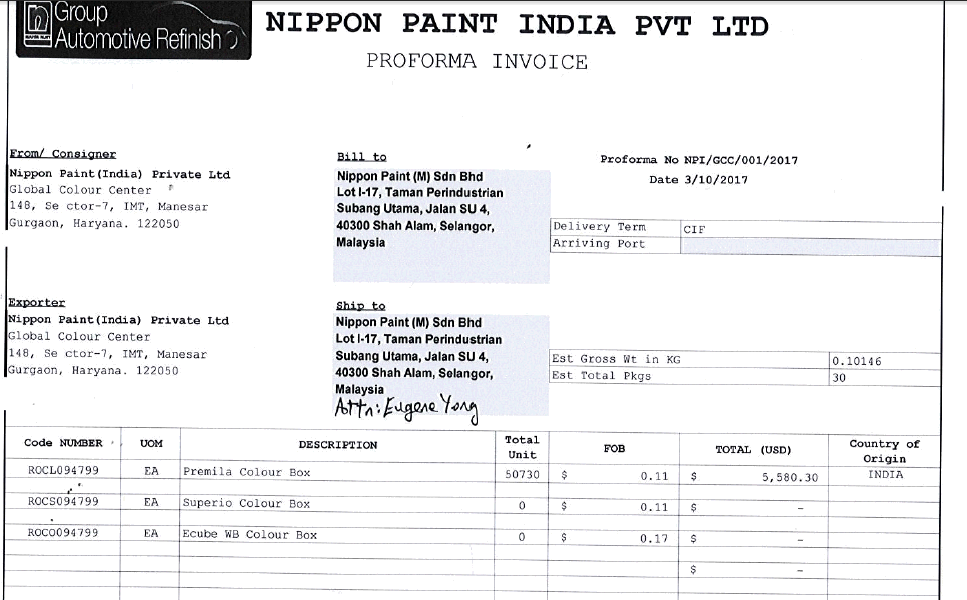 Group
Automotive Refinish
NIPPON PAINT INDIA PVT LTD
PROFORMA INVOICE
From/ Consigner
Nippon Paint(India) Private Ltd
Global Colour Center
148, Se ctor-7, IMT, Manesar
Gurgaon, Haryana. 122050
Bill to
Nippon Paint (M) Sdn Bhd
Lot I-17, Taman Perindustrian
Subang Utama, Jalan SU 4,
40300 Shah Alam, Selangor,
Malaysia
Proforma No NPI/GCC/001/2017
Date 3/10/2017
Delivery Term CIF
Arriving Port
Exporter
Nippon Paint(India) Private Ltd
Global Colour Center
148, Se ctor-7, IMT, Manesar
Gurgaon, Haryana. 122050
Ship to
Nippon Paint (M) Sdn Bhd
Lot I-17, Taman Perindustrian
Subang Utama, Jalan SU 4,
40300 Shah Alam, Selangor,
Malaysia
Attn: Eugene Yong
Est Gross Wt in KG 0.10146
Est Total Pkgs 30
Code NUMBER UOM DESCRIPTION Total Unit FOB TOTAL (USD) Country of Origin
ROCL094799 EA Premila Colour Box 50730 $ 0.11 $ 5,580.30 INDIA
ROCS094799 EA Superio Colour Box 0 $ 0.11 $ -
ROCO094799 EA Ecube WB Colour Box 0 $ 0.17 $ -
$ -